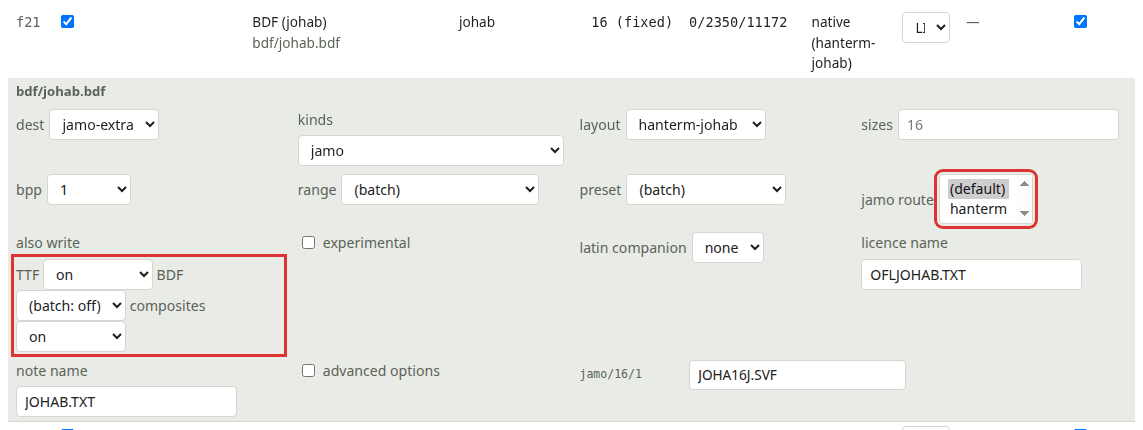 f21 BDF (johab) johab 16 (fixed) 0/2350/11172 native LI —
bdf/johab.bdf (hanterm-
johab)
bdf/johab.bdf
dest jamo-extra kinds layout hanterm-johab sizes 16
jamo
bpp 1 range (batch) preset (batch) jamo route (default)
hanterm
also write experimental latin companion none licence name
TTF on BDF OFLJOHAB.TXT
(batch: off) composites
on
note name advanced options jamo/16/1 JOHA16J.SVF
JOHAB.TXT